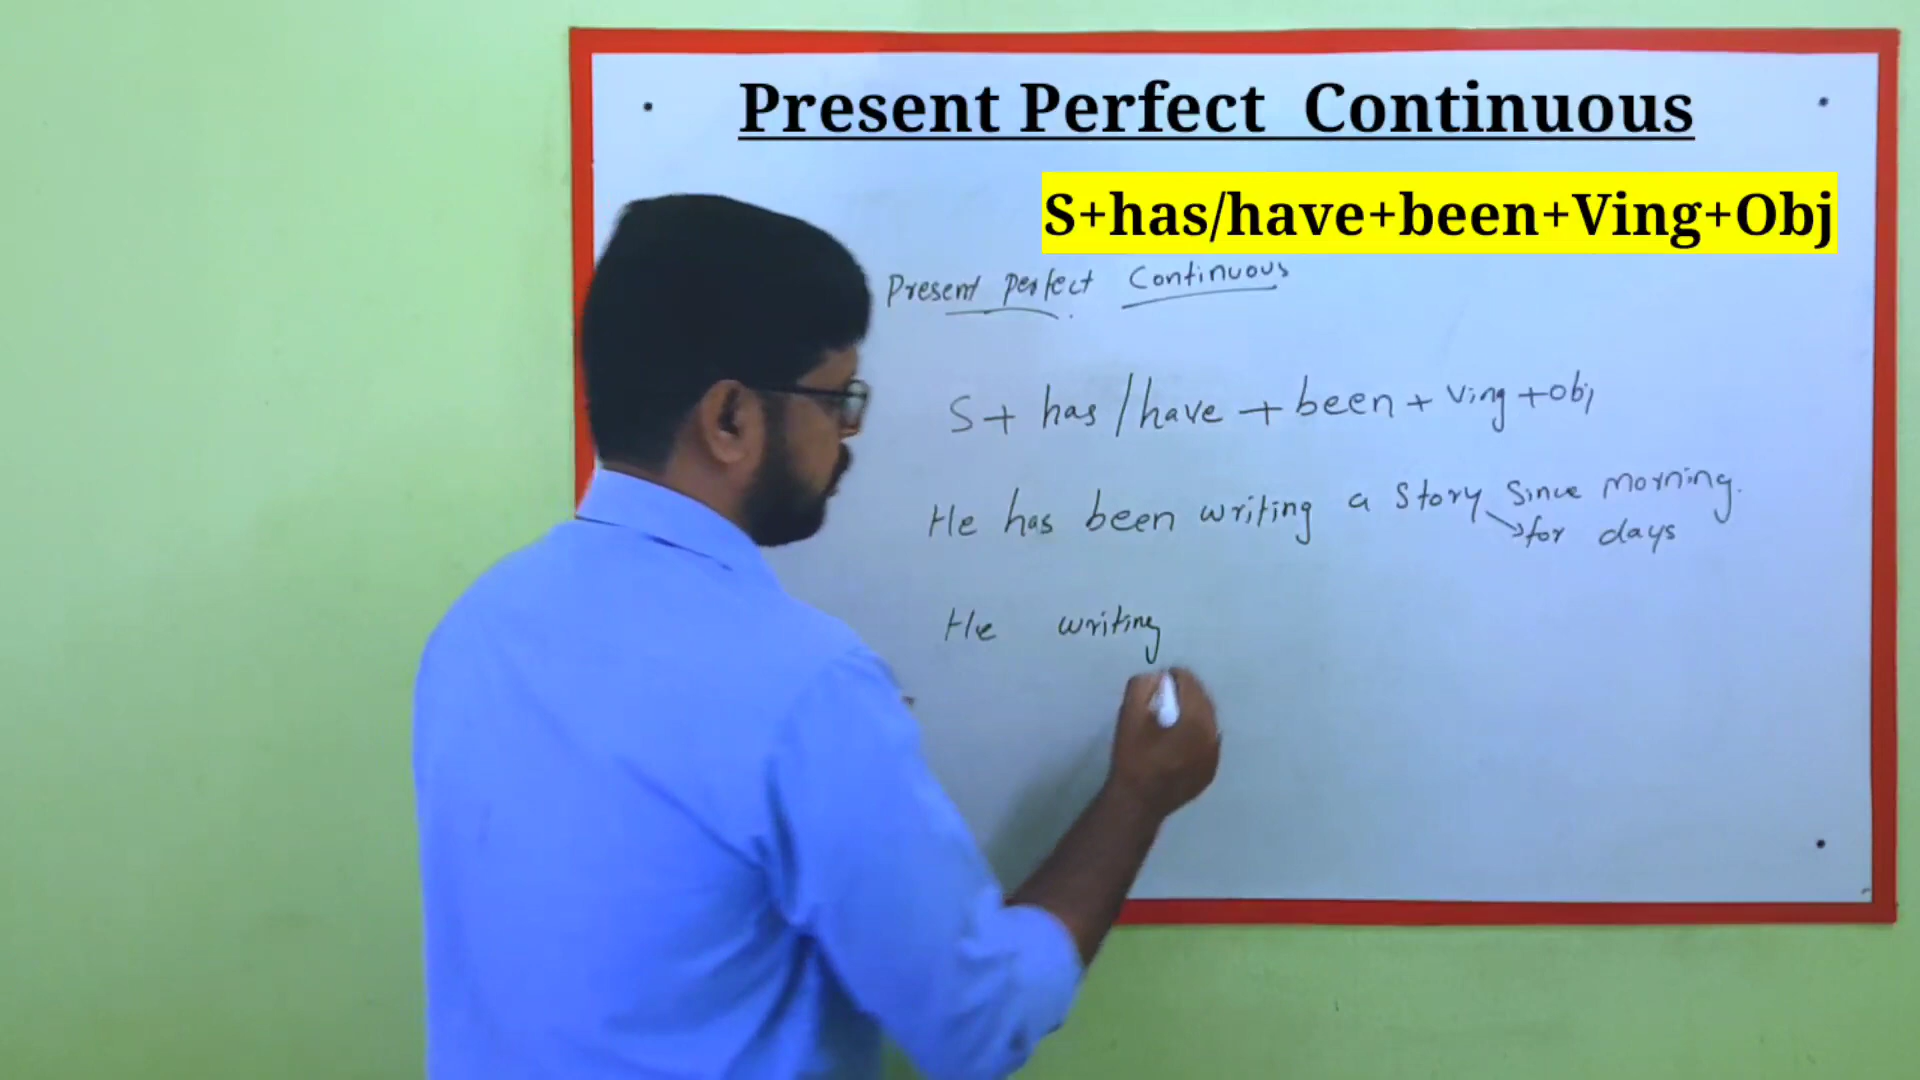 Present Perfect Continuous
S+has/have+been+Ving+Obj
Present Perfect Continuous
S+ has/have + been + Ving +obj
He has been writing a Story Since morning.
for days
He writing